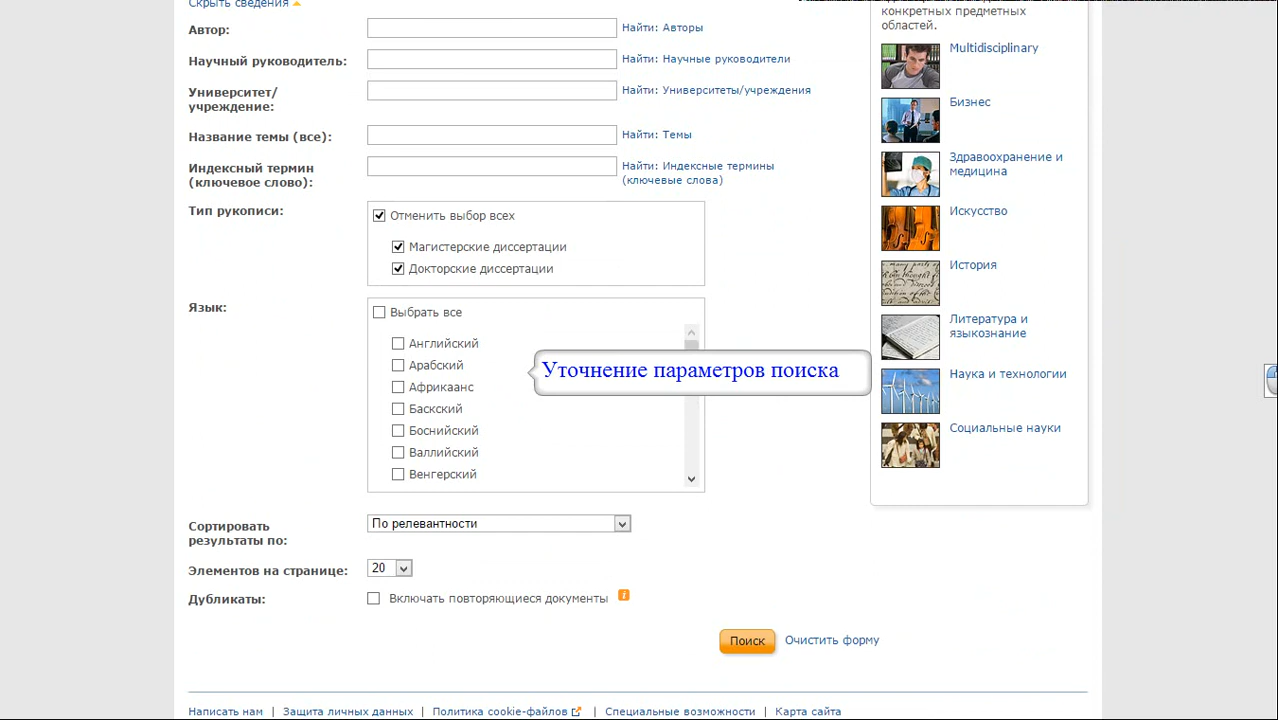 Скрыть сведения
Автор:
Найти: Авторы
Научный руководитель:
Найти: Научные руководители
Университет/
учреждение:
Найти: Университеты/учреждения
Название темы (все):
Найти: Темы
Индексный термин
(ключевое слово):
Найти: Индексные термины
(ключевые слова)
Тип рукописи:
Отменить выбор всех
Магистерские диссертации
Докторские диссертации
Язык:
Выбрать все
Английский
Арабский
Африкаанс
Баскский
Боснийский
Валлийский
Венгерский
Уточнение параметров поиска
Сортировать
результаты по:
По релевантности
Элементов на странице:
20
Дубликаты:
Включать повторяющиеся документы
Поиск
Очистить форму
конкретных предметных
областей.
Multidisciplinary
Бизнес
Здравоохранение и
медицина
Искусство
История
Литература и
языкознание
Наука и технологии
Социальные науки
Написать нам | Защита личных данных | Политика cookie-файлов | Специальные возможности | Карта сайта